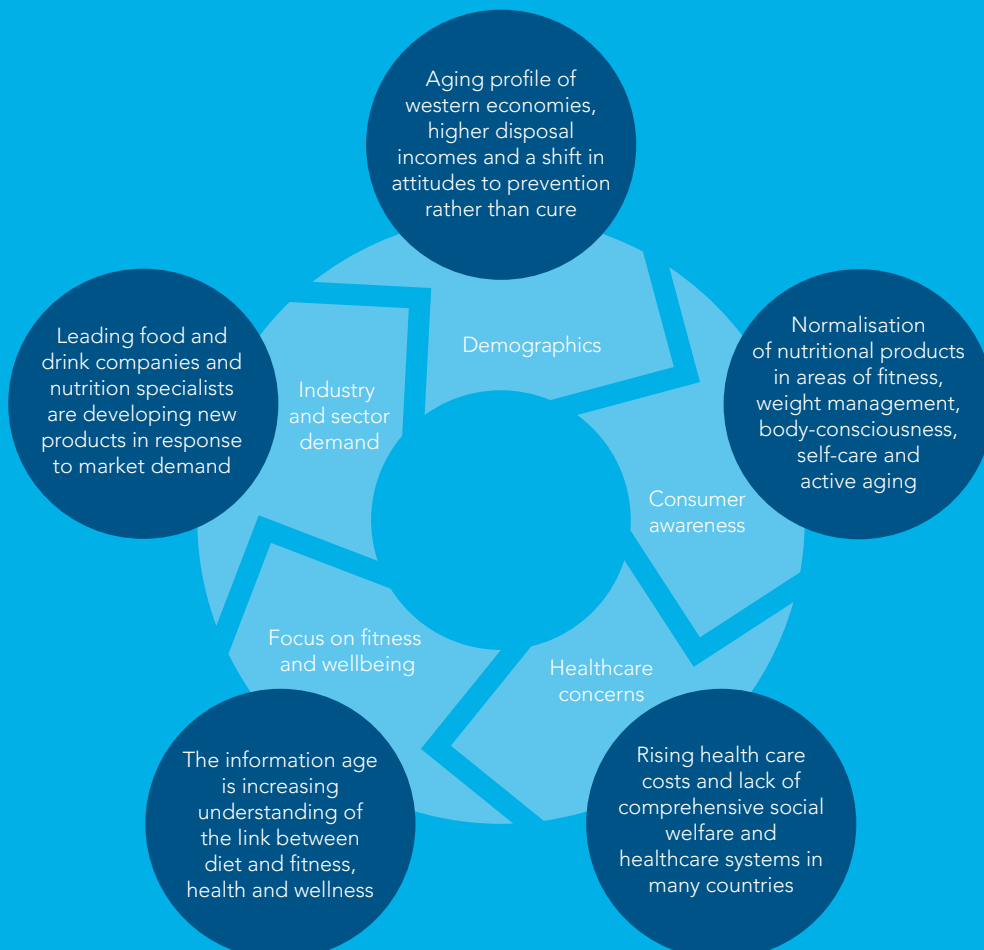 Aging profile of
western economies,
higher disposal
incomes and a shift in
attitudes to prevention
rather than cure
Demographics
Normalisation
of nutritional products
in areas of fitness,
weight management,
body-consciousness,
self-care and
active aging
Consumer
awareness
Rising health care
costs and lack of
comprehensive social
welfare and
healthcare systems in
many countries
Healthcare
concerns
The information age
is increasing
understanding of
the link between
diet and fitness,
health and wellness
Focus on fitness
and wellbeing
Leading food and
drink companies and
nutrition specialists
are developing new
products in response
to market demand
Industry
and sector
demand